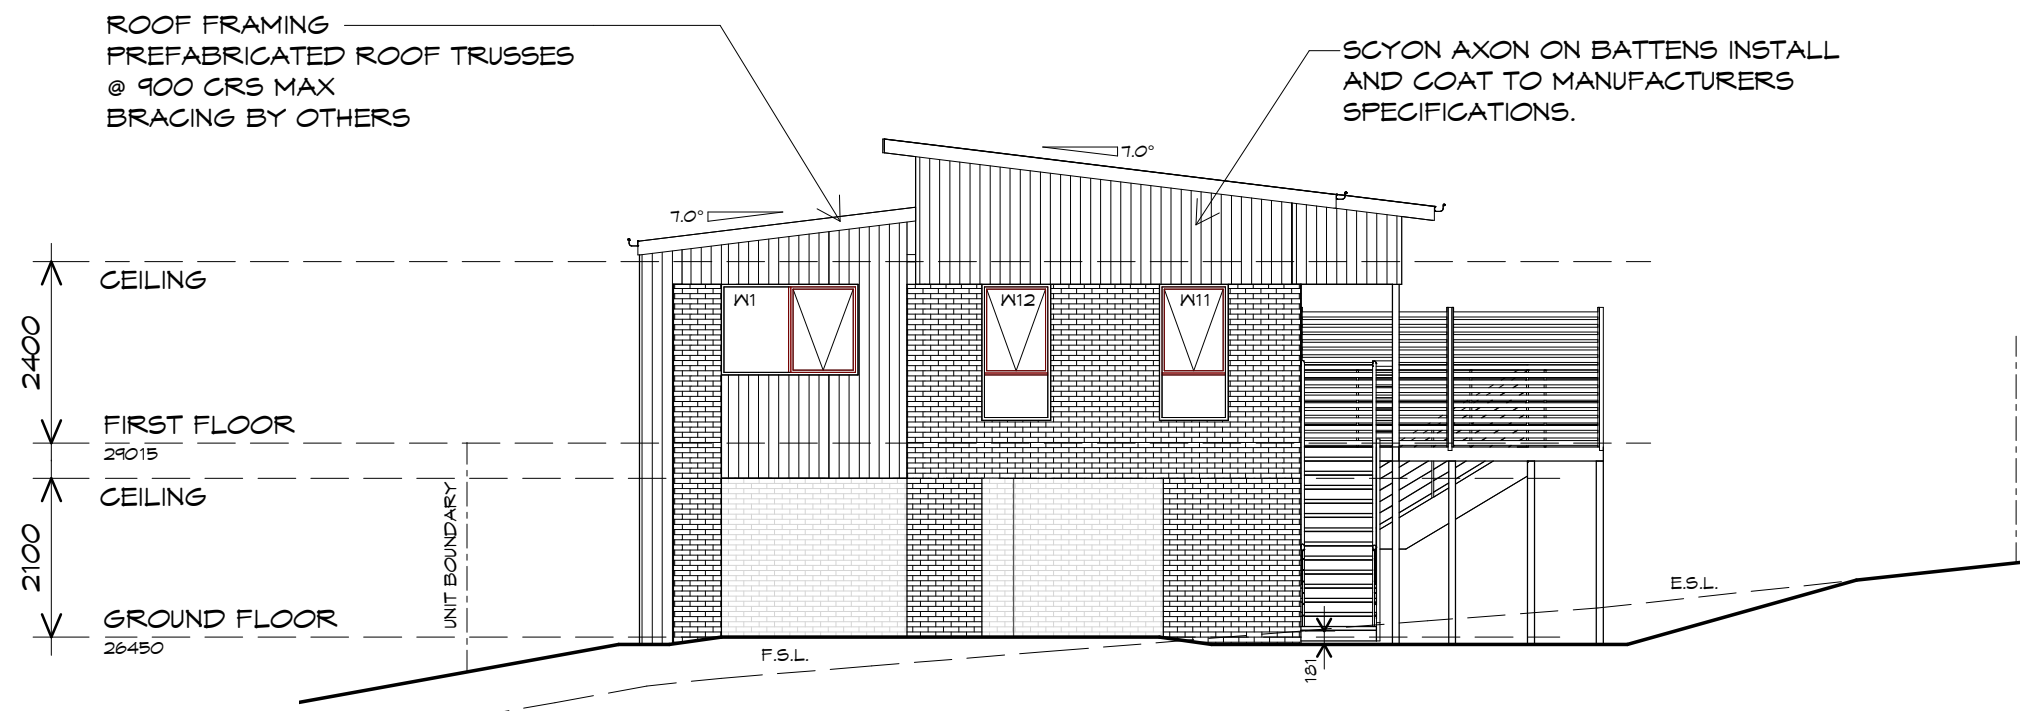 ROOF FRAMING
PREFABRICATED ROOF TRUSSES
@ 900 CRS MAX
BRACING BY OTHERS
SCYON AXON ON BATTENS INSTALL
AND COAT TO MANUFACTURERS
SPECIFICATIONS.
7.0°
7.0°
CEILING
W1
W12
W11
2400
FIRST FLOOR
29015
CEILING
UNIT BOUNDARY
2100
GROUND FLOOR
26450
F.S.L.
E.S.L.
181